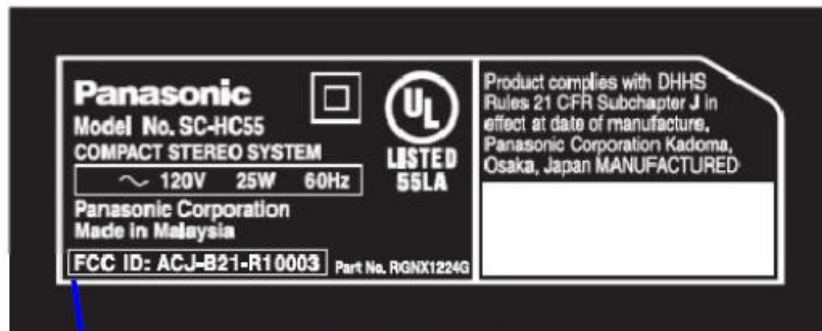 Panasonic
Model No. SC-HC55
COMPACT STEREO SYSTEM
∼ 120V 25W 60Hz
Panasonic Corporation
Made in Malaysia
FCC ID: ACJ-B21-R10003 Part No. RGNX1224G
UL
LISTED
55LA
Product complies with DHHS
Rules 21 CFR Subchapter J in
effect at date of manufacture.
Panasonic Corporation Kadoma,
Osaka, Japan MANUFACTURED